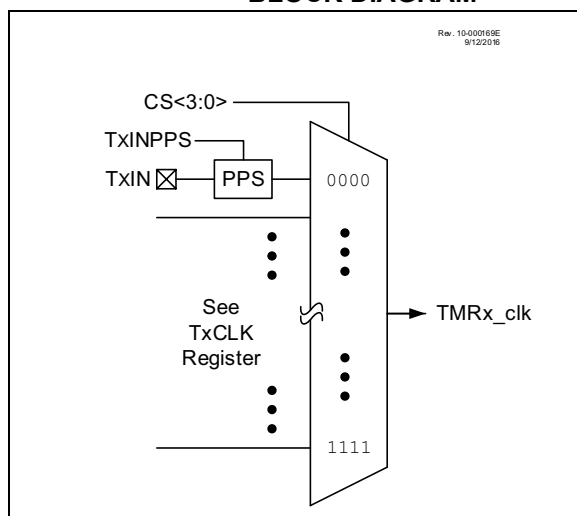 BLOCK DIAGRAM
Rev. 10-000169E
9/12/2016
CS<3:0>
TxINPPS
TxIN
PPS
0000
See
TxCLK
Register
TMRx_clk
1111